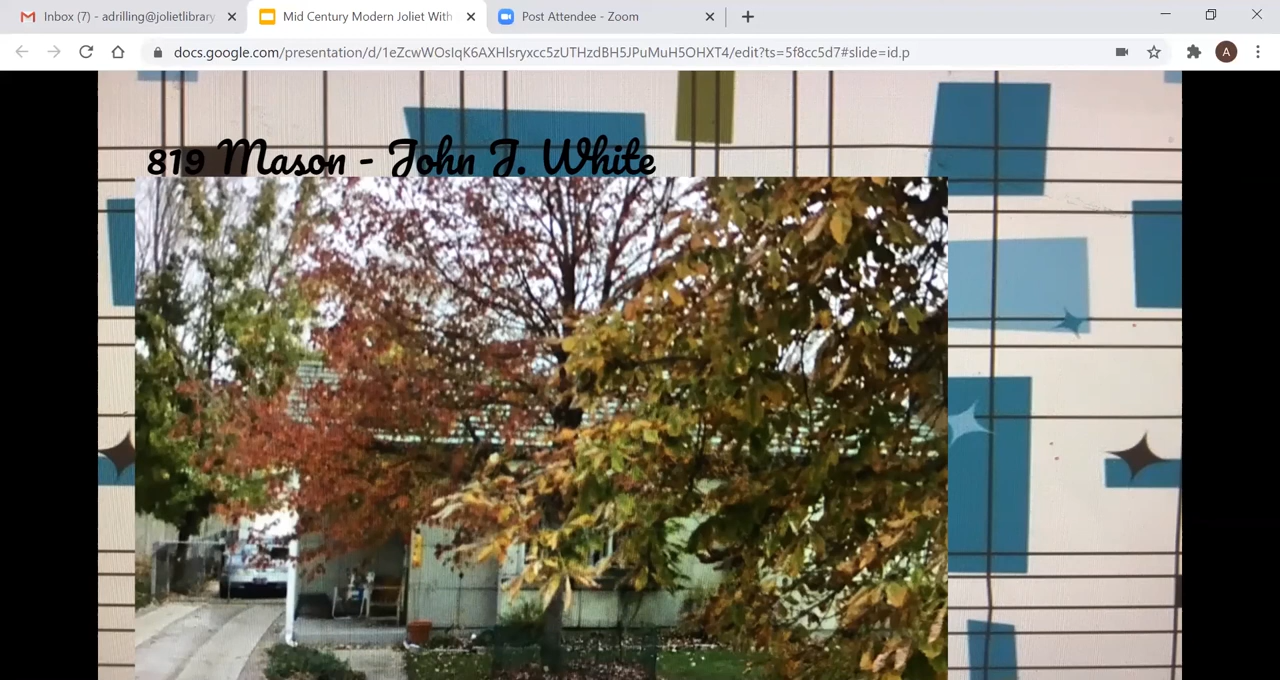 Inbox (7) - adrilling@jolietlibrary
Mid Century Modern Joliet With
Post Attendee - Zoom
docs.google.com/presentation/d/1eZcwWOsIqK6AXHIsryxcc5zUTHzdBH5JPuMuH5OHXT4/edit?ts=5f8cc5d7#slide=id.p
A
819 Mason - John J. White